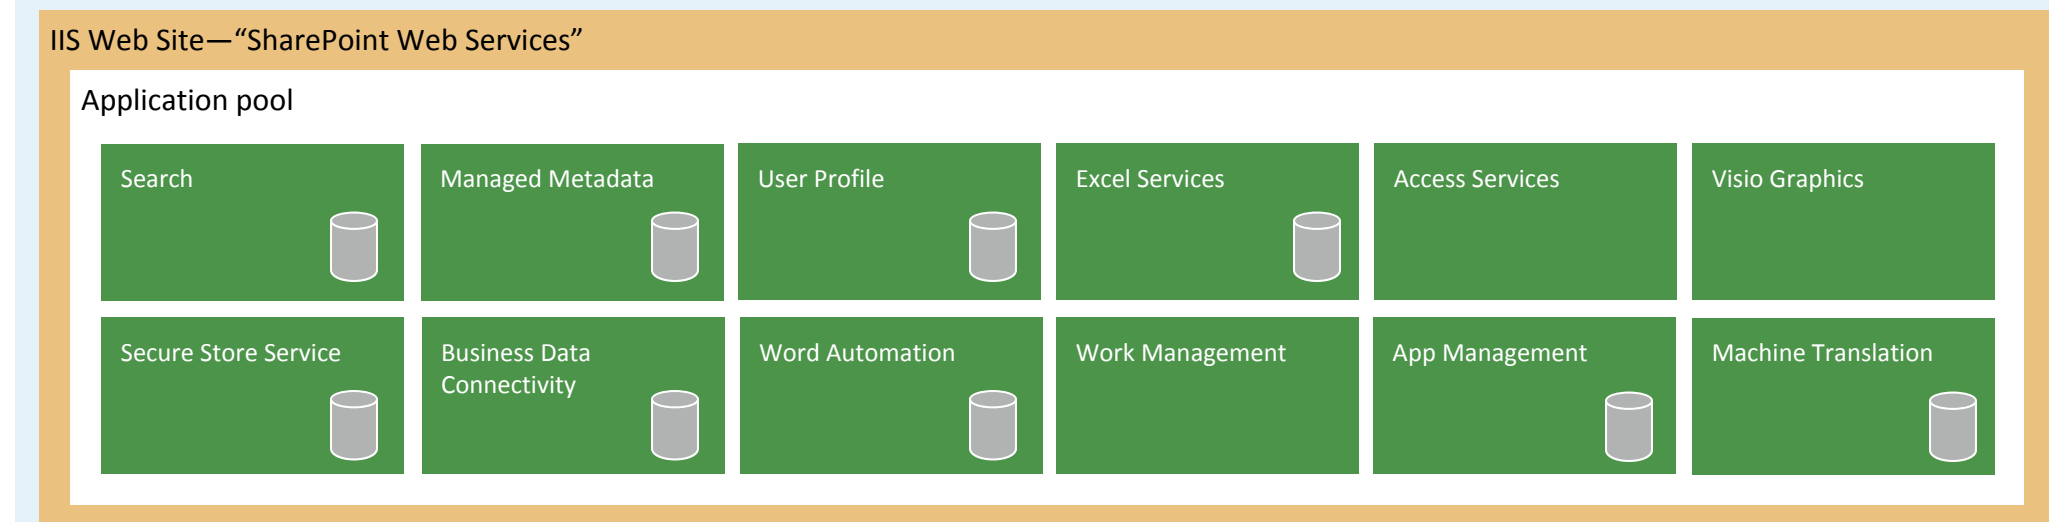 IIS Web Site—“SharePoint Web Services”
Application pool
Search
Managed Metadata
User Profile
Excel Services
Access Services
Visio Graphics
Secure Store Service
Business Data
Connectivity
Word Automation
Work Management
App Management
Machine Translation